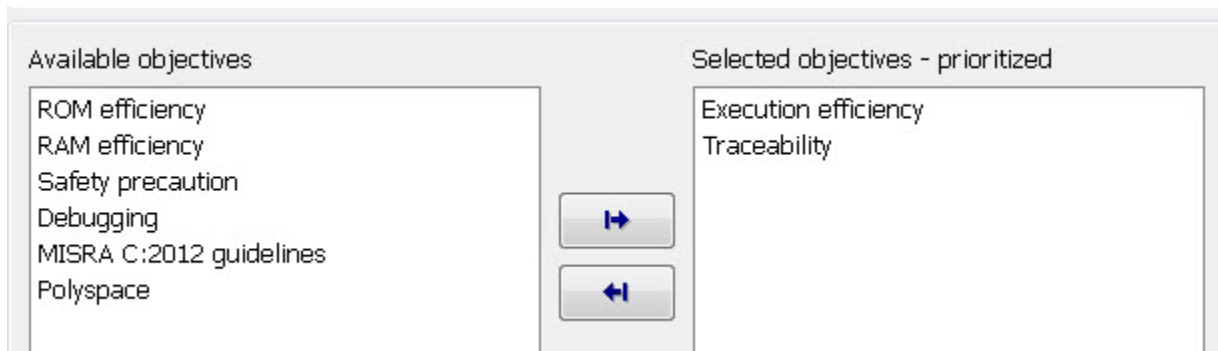 Available objectives
ROM efficiency
RAM efficiency
Safety precaution
Debugging
MISRA C:2012 guidelines
Polyspace
Selected objectives - prioritized
Execution efficiency
Traceability